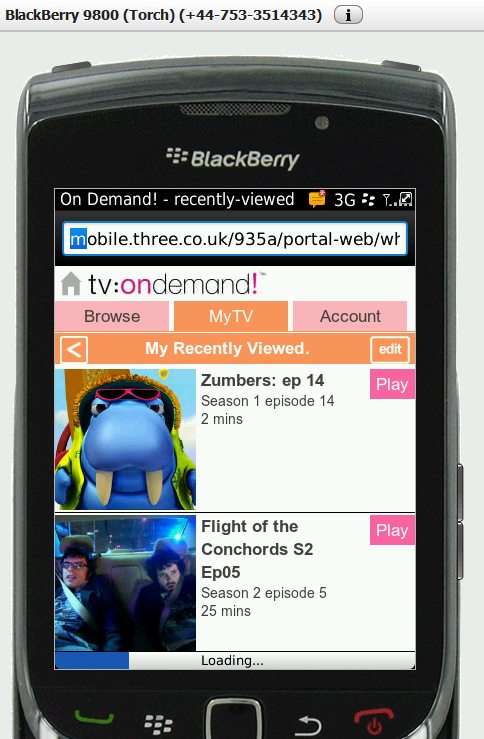 BlackBerry 9800 (Torch) (+44-753-3514343) i
BlackBerry
On Demand! - recently-viewed 3G
mobile.three.co.uk/935a/portal-web/wh
tv:ondemand!™
Browse MyTV Account
< My Recently Viewed. edit
Zumbers: ep 14 Play
Season 1 episode 14
2 mins
Flight of the Play
Conchords S2
Ep05
Season 2 episode 5
25 mins
Loading...